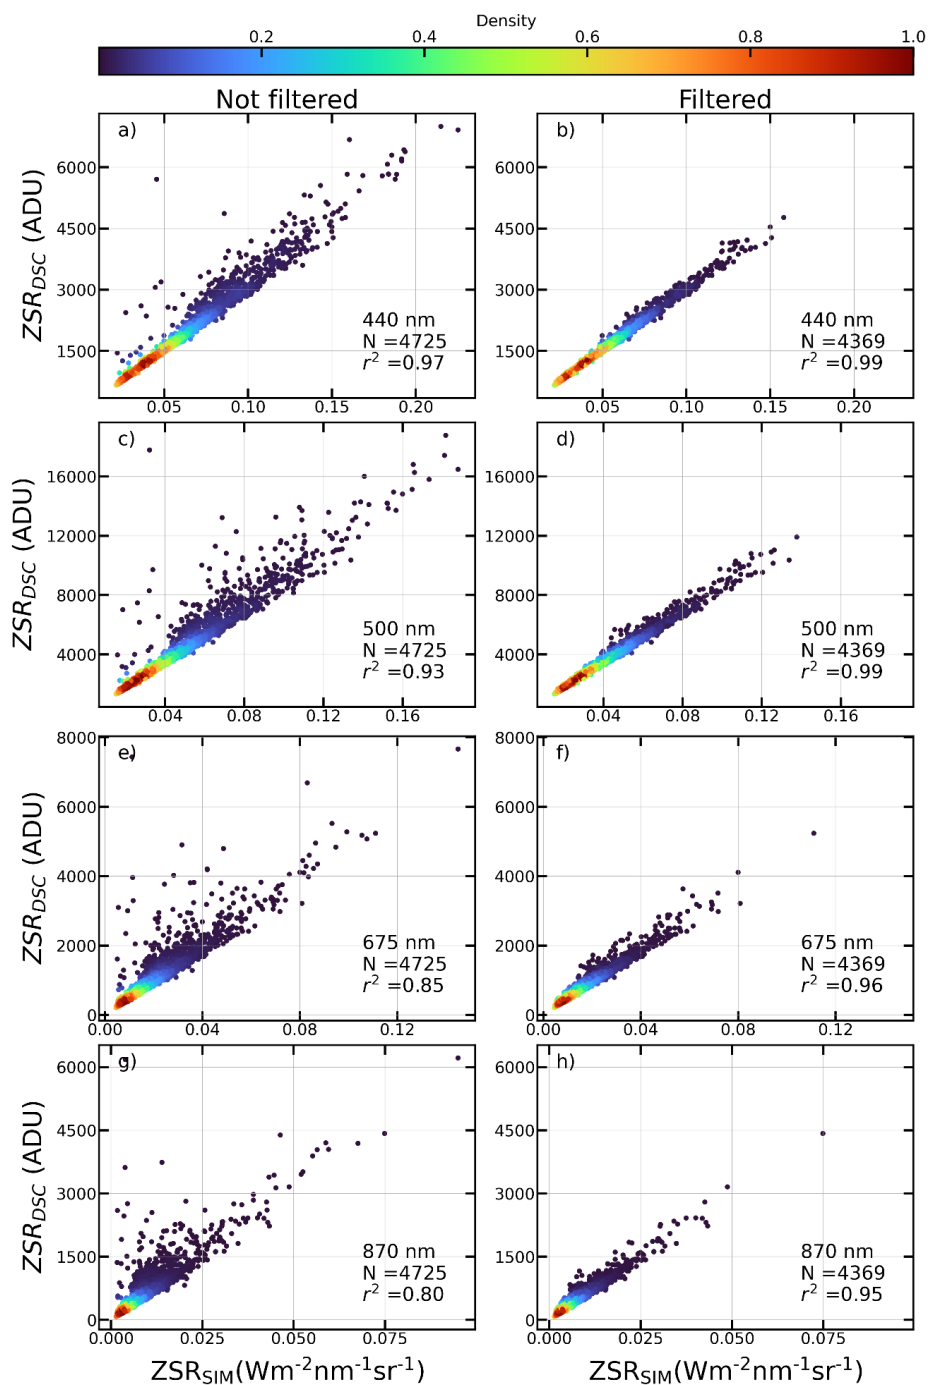 Density
0.2 0.4 0.6 0.8 1.0
Not filtered Filtered
a)
ZSR_DSC (ADU)
6000
4500
3000
1500
440 nm
N =4725
r² =0.97
0.05 0.10 0.15 0.20
b)
6000
4500
3000
1500
440 nm
N =4369
r² =0.99
0.05 0.10 0.15 0.20
c)
ZSR_DSC (ADU)
16000
12000
8000
4000
500 nm
N =4725
r² =0.93
0.04 0.08 0.12 0.16
d)
16000
12000
8000
4000
500 nm
N =4369
r² =0.99
0.04 0.08 0.12 0.16
e)
ZSR_DSC (ADU)
8000
6000
4000
2000
0
675 nm
N =4725
r² =0.85
0.00 0.04 0.08 0.12
f)
8000
6000
4000
2000
0
675 nm
N =4369
r² =0.96
0.00 0.04 0.08 0.12
g)
ZSR_DSC (ADU)
6000
4500
3000
1500
0
870 nm
N =4725
r² =0.80
0.000 0.025 0.050 0.075
ZSR_SIM(Wm⁻²nm⁻¹sr⁻¹)
h)
6000
4500
3000
1500
0
870 nm
N =4369
r² =0.95
0.000 0.025 0.050 0.075
ZSR_SIM(Wm⁻²nm⁻¹sr⁻¹)